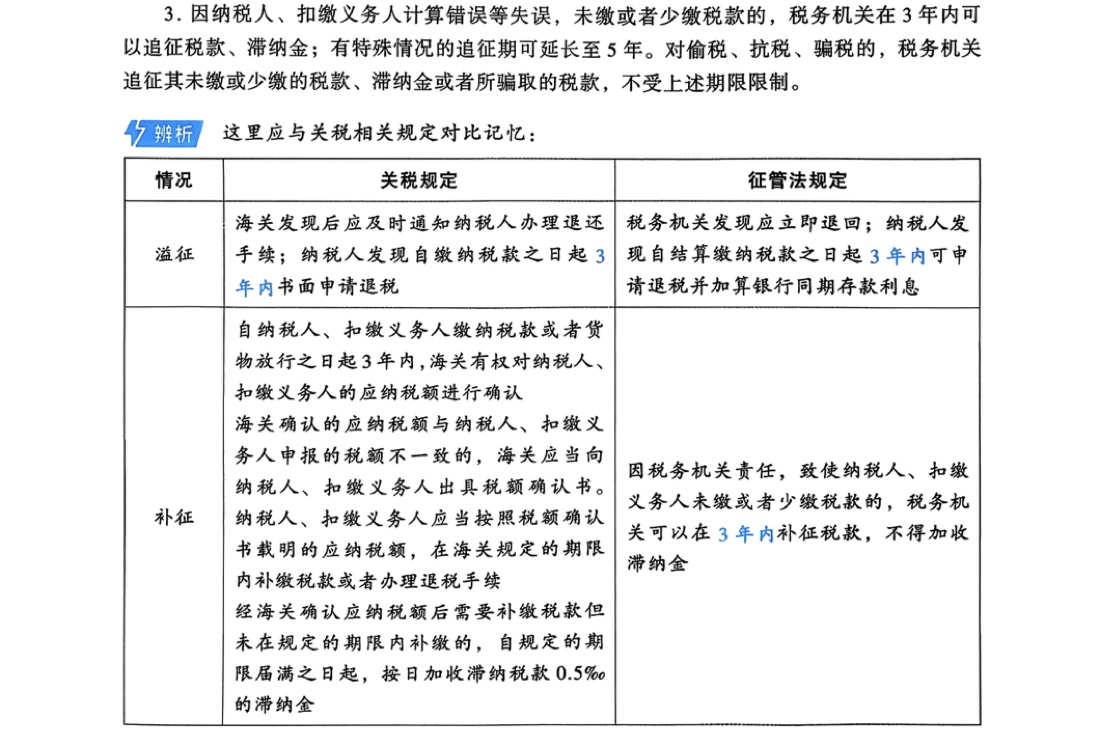 3. 因纳税人、扣缴义务人计算错误等失误，未缴或者少缴税款的，税务机关在 3 年内可
以追征税款、滞纳金；有特殊情况的追征期可延长至 5 年。对偷税、抗税、骗税的，税务机关
追征其未缴或少缴的税款、滞纳金或者所骗取的税款，不受上述期限限制。
辨析 这里应与关税相关规定对比记忆：
情况 关税规定 征管法规定
溢征
海关发现后应及时通知纳税人办理退还
手续；纳税人发现自缴纳税款之日起 3
年内书面申请退税
税务机关发现应立即退回；纳税人发
现自结算缴纳税款之日起 3 年内可申
请退税并加算银行同期存款利息
补征
自纳税人、扣缴义务人缴纳税款或者货
物放行之日起3年内,海关有权对纳税人、
扣缴义务人的应纳税额进行确认
海关确认的应纳税额与纳税人、扣缴义
务人申报的税额不一致的，海关应当向
纳税人、扣缴义务人出具税额确认书。
纳税人、扣缴义务人应当按照税额确认
书载明的应纳税额，在海关规定的期限
内补缴税款或者办理退税手续
经海关确认应纳税额后需要补缴税款但
未在规定的期限内补缴的，自规定的期
限届满之日起，按日加收滞纳税款 0.5‰
的滞纳金
因税务机关责任，致使纳税人、扣缴
义务人未缴或者少缴税款的，税务机
关可以在 3 年内补征税款，不得加收
滞纳金